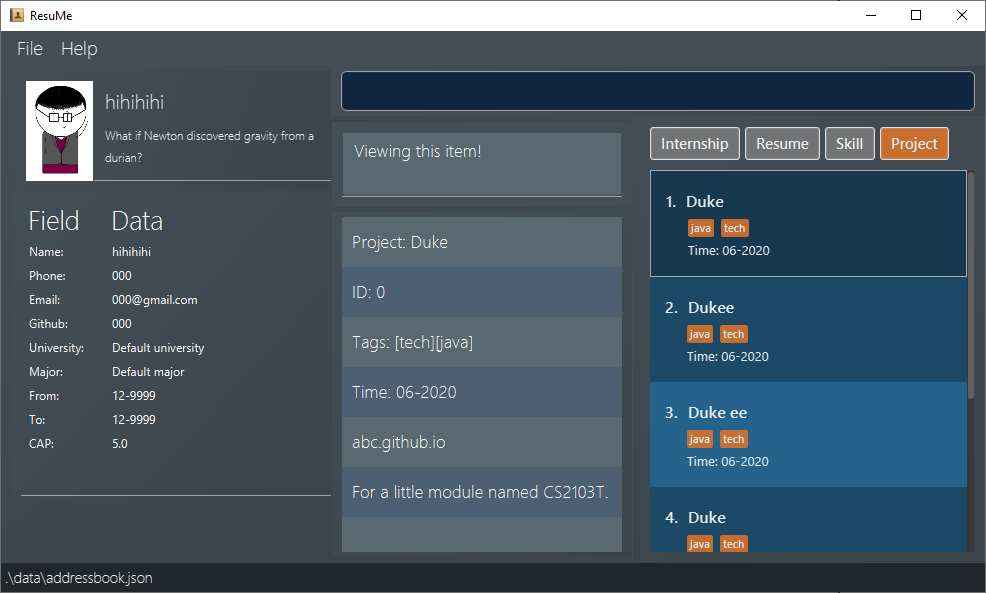 ResuMe
File Help
hihihihi
What if Newton discovered gravity from a
durian?
Field Data
Name: hihihihi
Phone: 000
Email: 000@gmail.com
Github: 000
University: Default university
Major: Default major
From: 12-9999
To: 12-9999
CAP: 5.0
Viewing this item!
Project: Duke
ID: 0
Tags: [tech][java]
Time: 06-2020
abc.github.io
For a little module named CS2103T.
Internship Resume Skill Project
1. Duke
java tech
Time: 06-2020
2. Dukee
java tech
Time: 06-2020
3. Duke ee
java tech
Time: 06-2020
4. Duke
java tech
.\data\addressbook.json